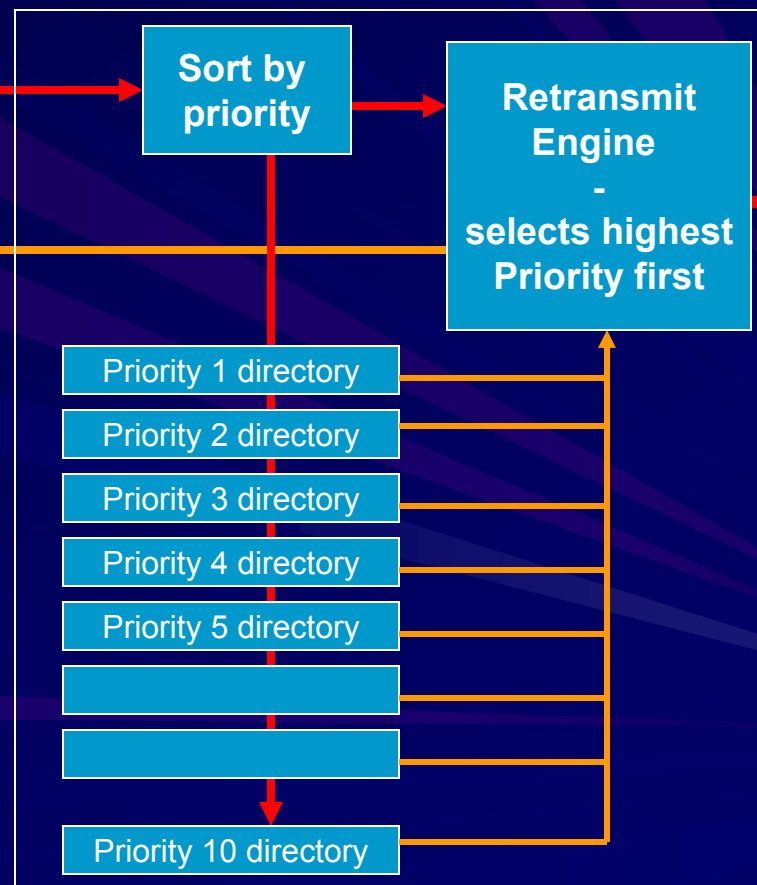 Sort by
priority
Retransmit
Engine
-
selects highest
Priority first
Priority 1 directory
Priority 2 directory
Priority 3 directory
Priority 4 directory
Priority 5 directory
Priority 10 directory